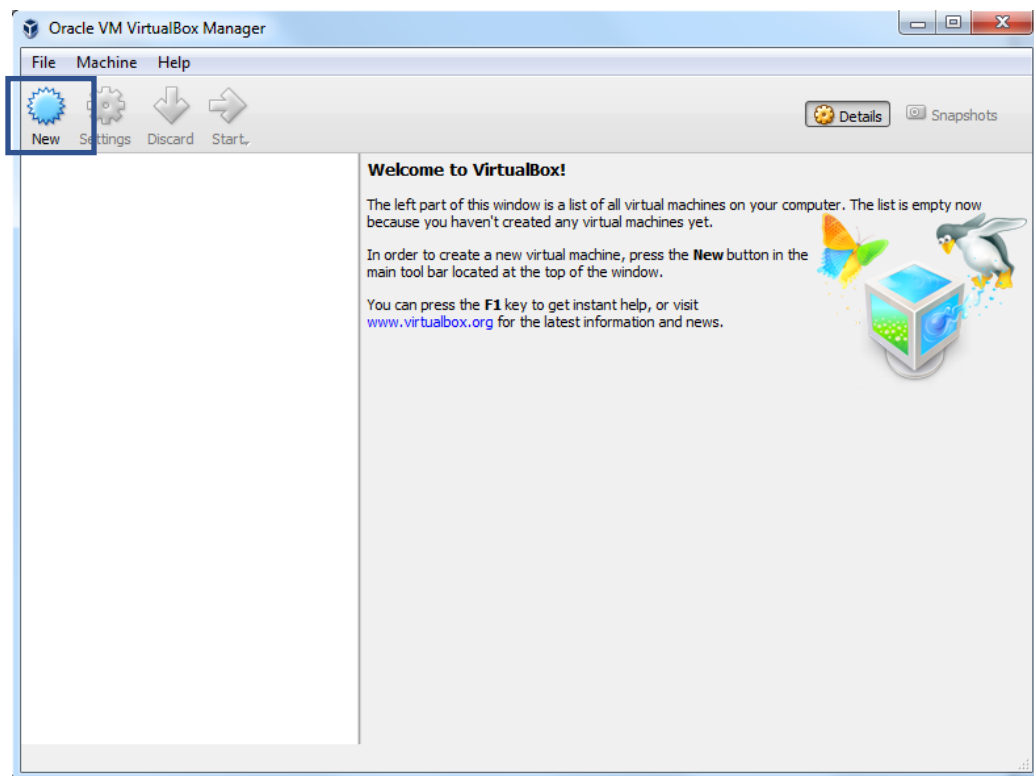 Oracle VM VirtualBox Manager
File Machine Help
New Settings Discard Start
Details Snapshots
Welcome to VirtualBox!
The left part of this window is a list of all virtual machines on your computer. The list is empty now
because you haven't created any virtual machines yet.
In order to create a new virtual machine, press the New button in the
main tool bar located at the top of the window.
You can press the F1 key to get instant help, or visit
www.virtualbox.org for the latest information and news.